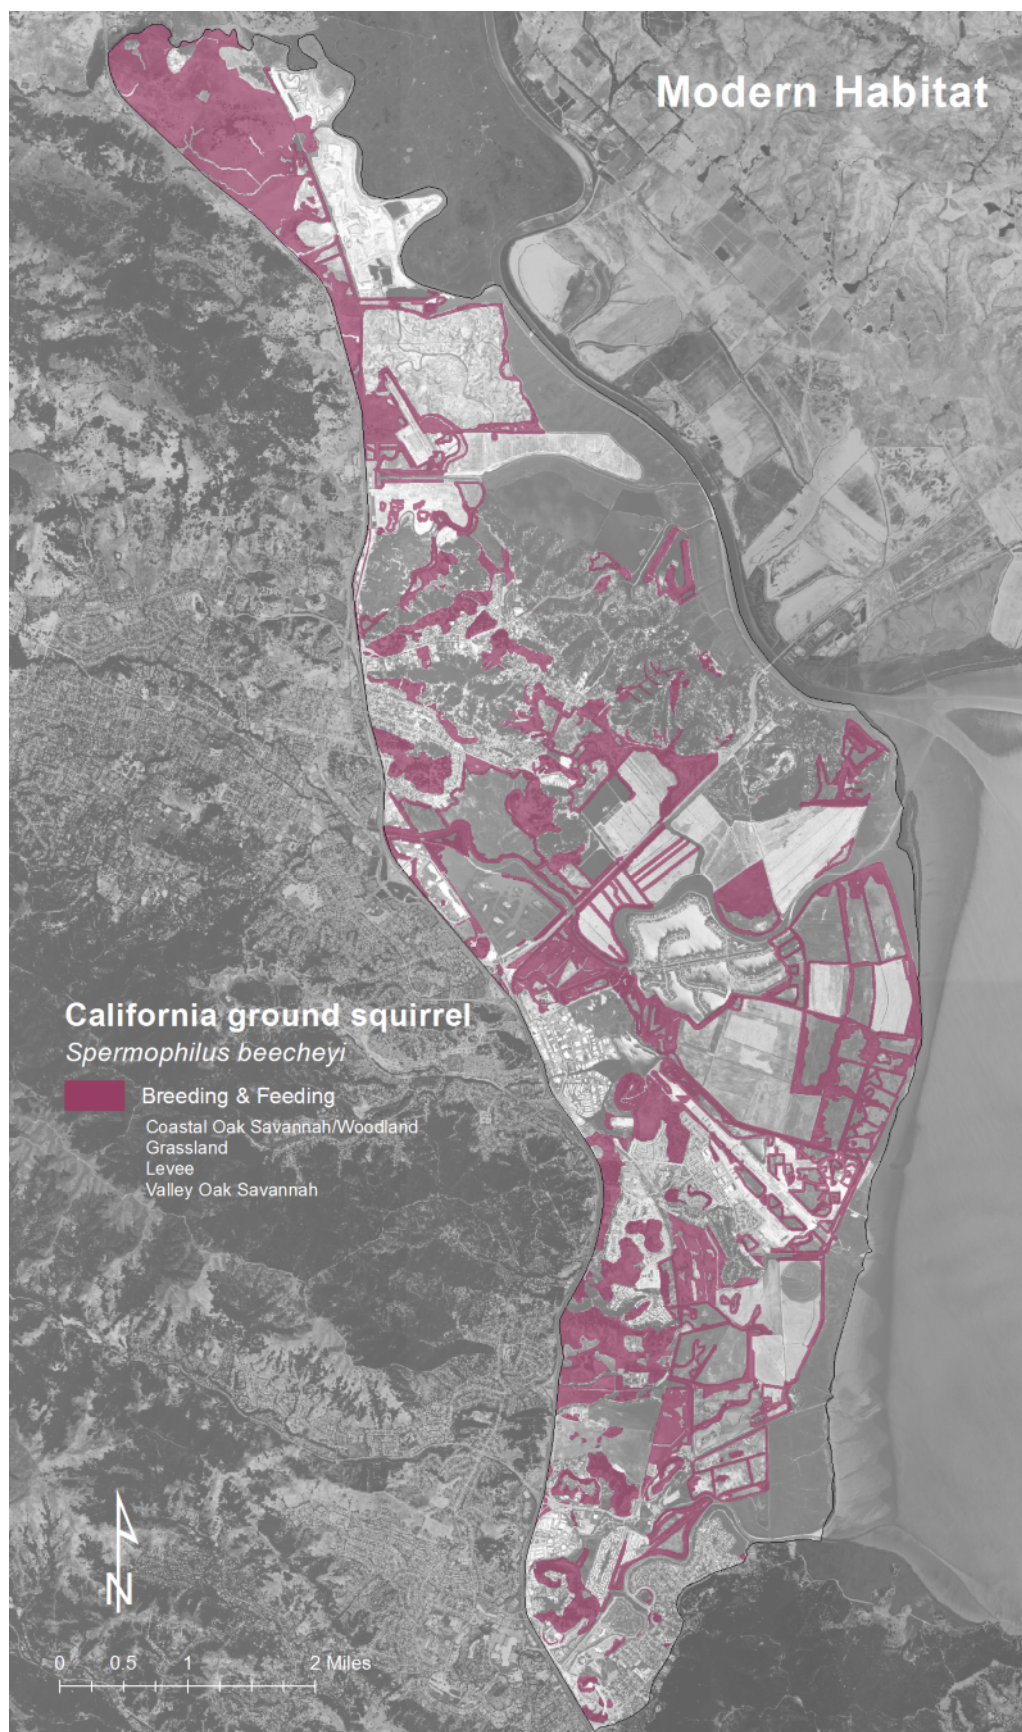 Modern Habitat
California ground squirrel
Spermophilus beecheyi
Breeding & Feeding
Coastal Oak Savannah/Woodland
Grassland
Levee
Valley Oak Savannah
N
0 0.5 1 2 Miles